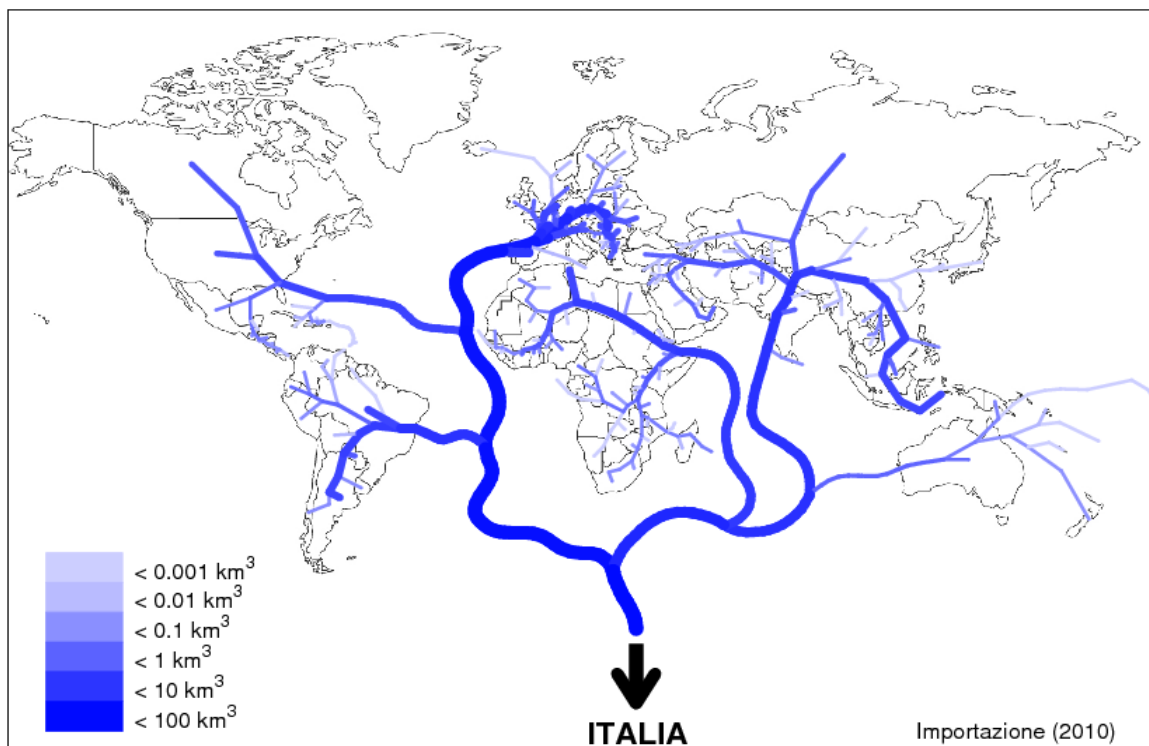 < 0.001 km³
< 0.01 km³
< 0.1 km³
< 1 km³
< 10 km³
< 100 km³
ITALIA
Importazione (2010)